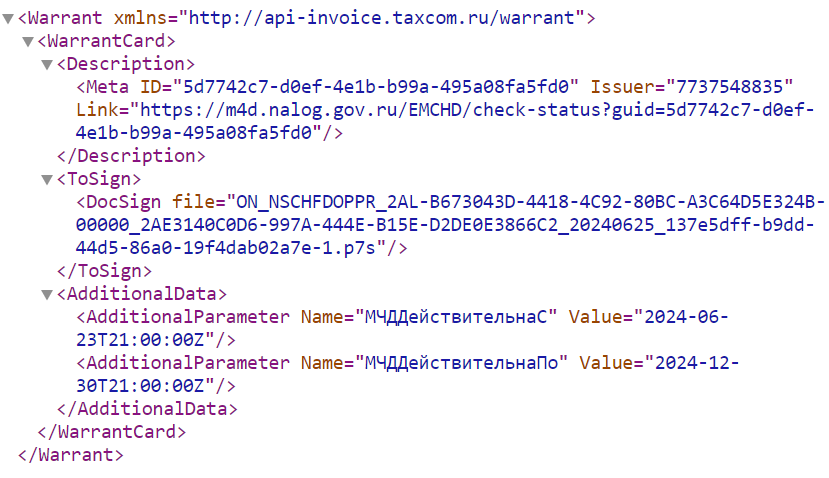 <Warrant xmlns="http://api-invoice.taxcom.ru/warrant">
<WarrantCard>
<Description>
<Meta ID="5d7742c7-d0ef-4e1b-b99a-495a08fa5fd0" Issuer="7737548835"
Link="https://m4d.nalog.gov.ru/EMCHD/check-status?guid=5d7742c7-d0ef-
4e1b-b99a-495a08fa5fd0"/>
</Description>
<ToSign>
<DocSign file="ON_NSCHFDOPPR_2AL-B673043D-4418-4C92-80BC-A3C64D5E324B-
00000_2AE3140C0D6-997A-444E-B15E-D2DE0E3866C2_20240625_137e5dff-b9dd-
44d5-86a0-19f4dab02a7e-1.p7s"/>
</ToSign>
<AdditionalData>
<AdditionalParameter Name="МЧДДействительнаС" Value="2024-06-
23T21:00:00Z"/>
<AdditionalParameter Name="МЧДДействительнаПо" Value="2024-12-
30T21:00:00Z"/>
</AdditionalData>
</WarrantCard>
</Warrant>